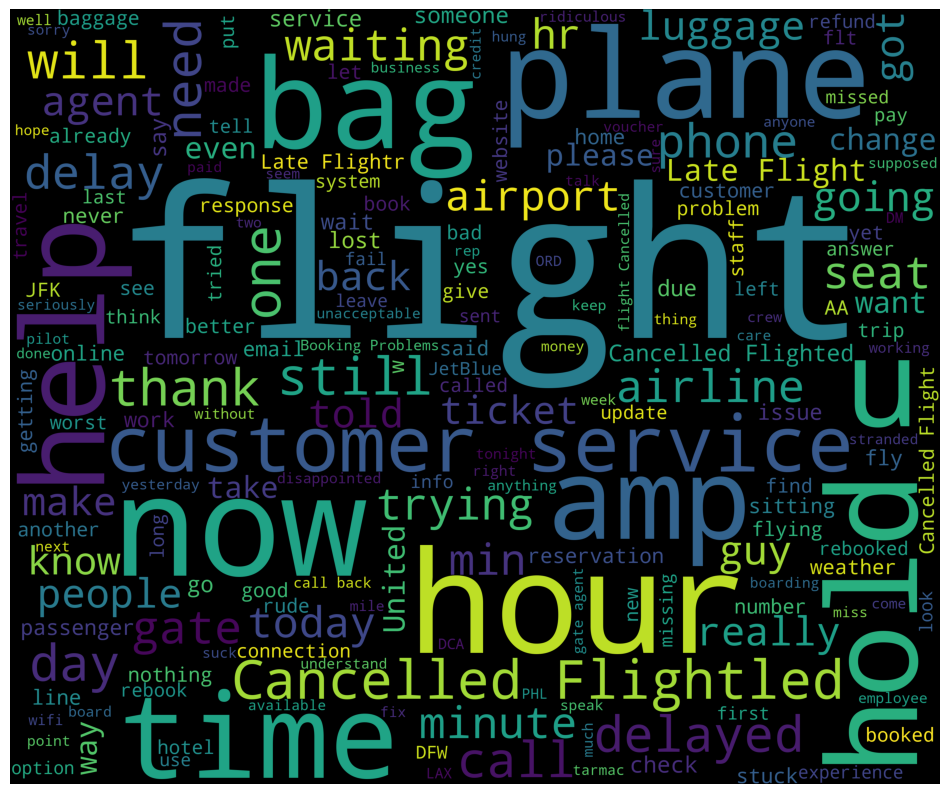 well
baggage
service
someone
ridiculous
refund
sorry
put
waiting
hung
credit
hr
luggage
flt
got
will
let
business
bag
plane
need
agent
made
missed
pay
hope
already
say
tell
website
home
voucher
anyone
phone
change
even
paid
Late Flightr
please
sure
supposed
delay
seem
system
talk
Late Flight
last
response
book
airport
customer
going
never
travel
two
wait
bad
problem
staff
DM
yet
help
flight
tried
one
lost
rep
ORD
answer
fail
back
yes
flight Cancelled
due
left
seat
JFK
see
leave
give
AA
want
seriously
think
better
unacceptable
sent
keep
thing
crew
trip
pilot
care
done
online
email
Booking Problems
money
working
tomorrow
said
w
JetBlue
Cancelled Flighted
getting
thank
still
called
week
airline
u
worst
work
without
told
ticket
update
issue
customer service
stranded
tonight
fly
right
Cancelled Flight
yesterday
disappointed
make
take
info
anything
amp
find
sitting
another
now
long
trying
flying
hold
know
next
united
min
reservation
guy
rebooked
weather
call back
go
good
hour
boarding
look
people
rude
mile
gate agent
new
missing
number
miss
come
passenger
gate
today
DCA
really
suck
connection
day
understand
nothing
Cancelled Flightled
line
rebook
available
PHL
speak
employee
wifi
board
time
fix
minute
much
delayed
first
booked
point
way
hotel
use
DFW
call
check
option
LAX
tarmac
stuck
experience